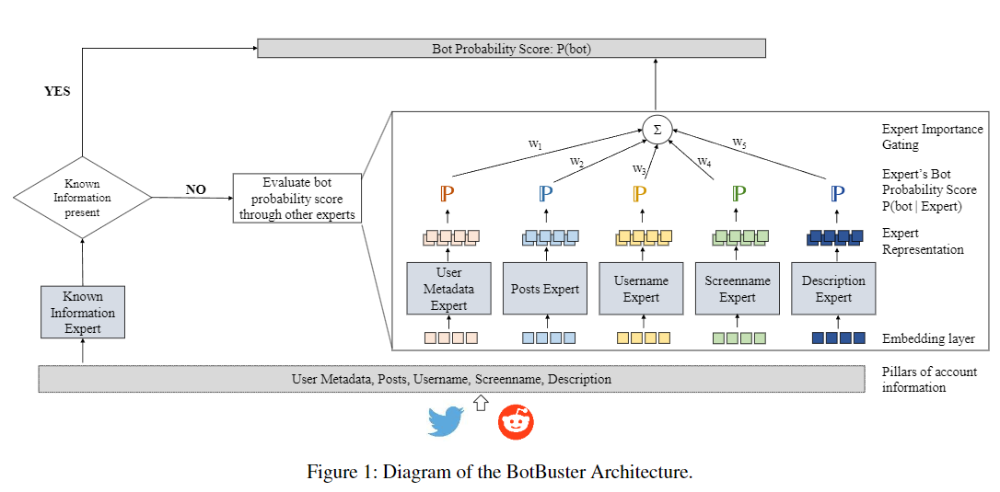 Bot Probability Score: P(bot)
YES
Known
Information
present
NO
Evaluate bot
probability score
through other experts
Known
Information
Expert
Σ
Expert Importance
Gating
W1
W2
W3
W4
W5
ℙ
ℙ
ℙ
ℙ
ℙ
Expert's Bot
Probability Score
P(bot | Expert)
Expert
Representation
User
Metadata
Expert
Posts Expert
Username
Expert
Screenname
Expert
Description
Expert
Embedding layer
User Metadata, Posts, Username, Screenname, Description
Pillars of account
information
Figure 1: Diagram of the BotBuster Architecture.